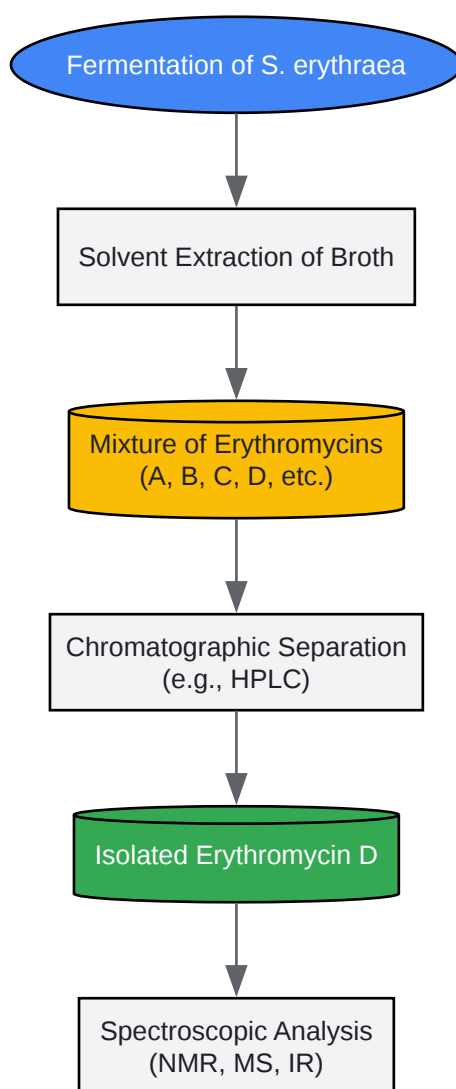 Fermentation of S. erythraea
Solvent Extraction of Broth
Mixture of Erythromycins
(A, B, C, D, etc.)
Chromatographic Separation
(e.g., HPLC)
Isolated Erythromycin D
Spectroscopic Analysis
(NMR, MS, IR)